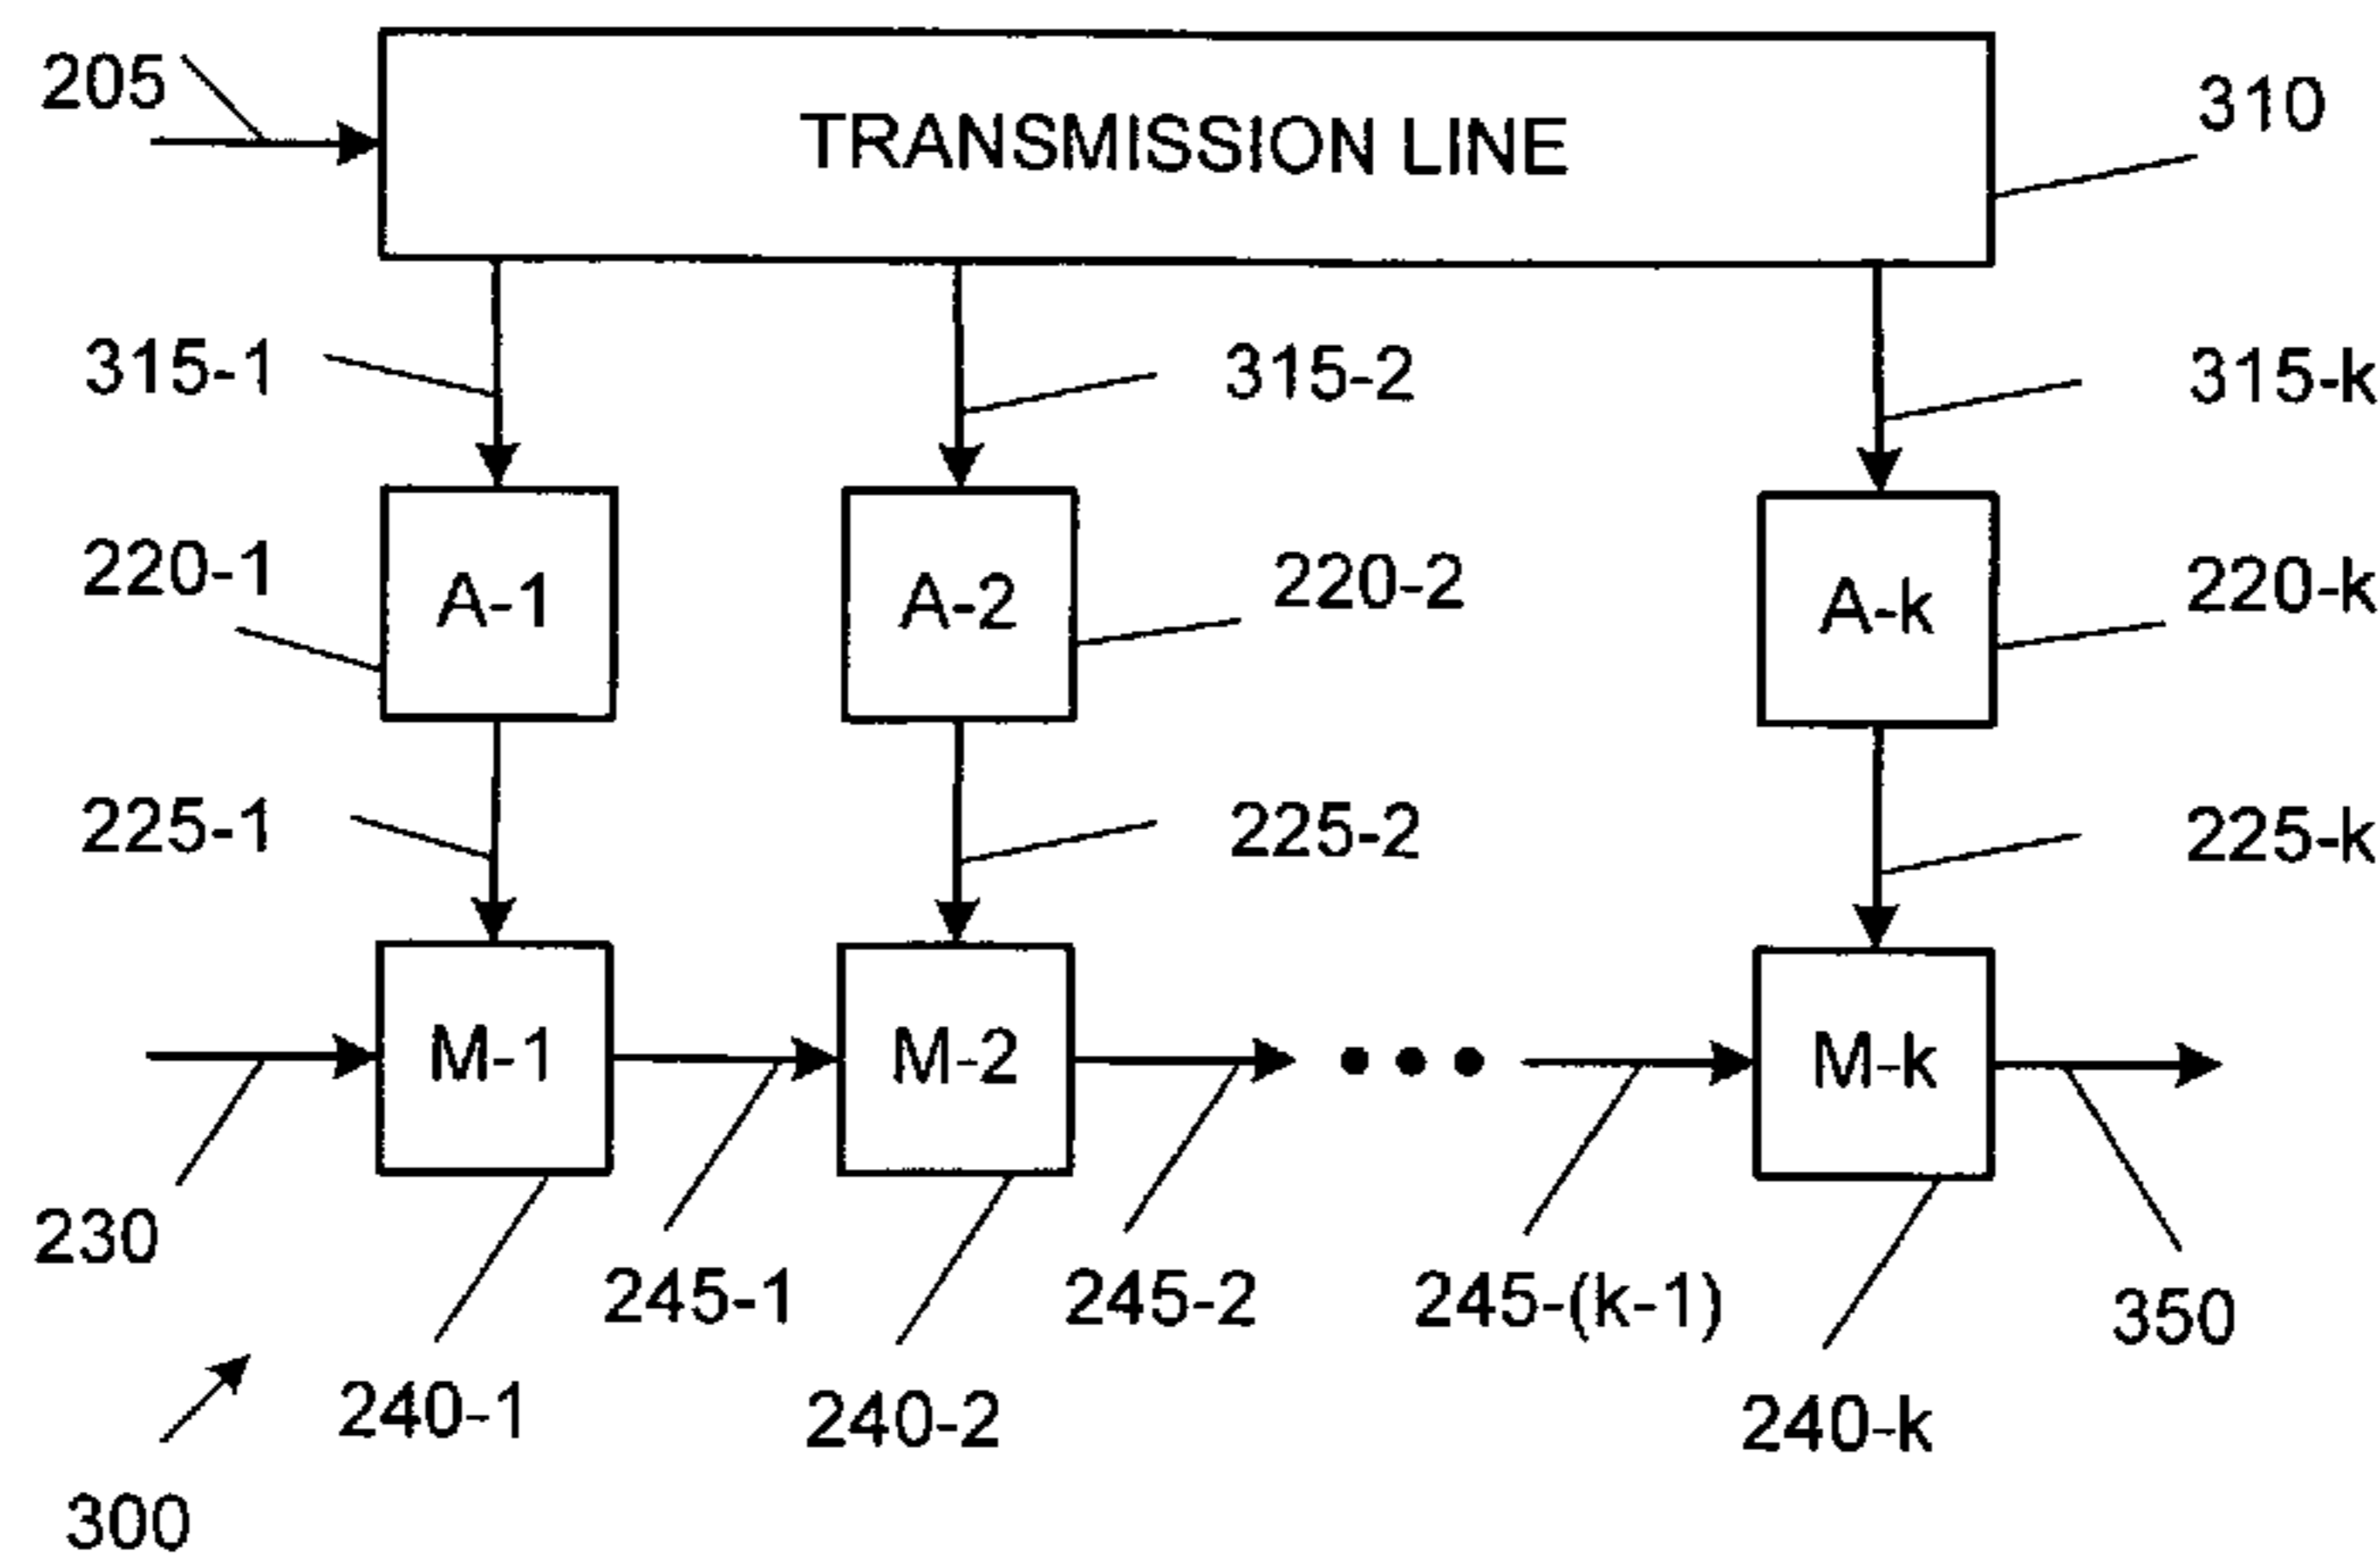 205
TRANSMISSION LINE
310
315-1
315-2
315-k
220-1
A-1
A-2
220-2
A-k
220-k
225-1
225-2
225-k
M-1
M-2
M-k
230
245-1
245-2
245-(k-1)
350
240-1
240-2
240-k
300